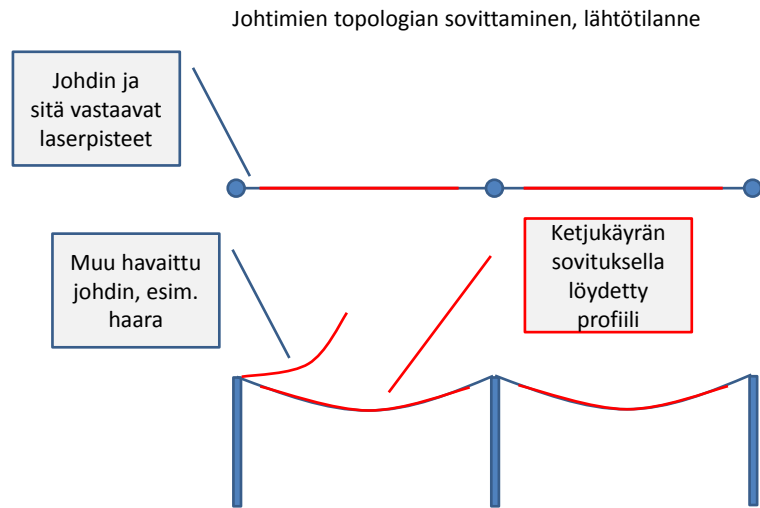 Johtimien topologian sovittaminen, lähtötilanne
Johdin ja
sitä vastaavat
laserpisteet
Muu havaittu
johdin, esim.
haara
Ketjukäyrän
sovituksella
löydetty
profiili